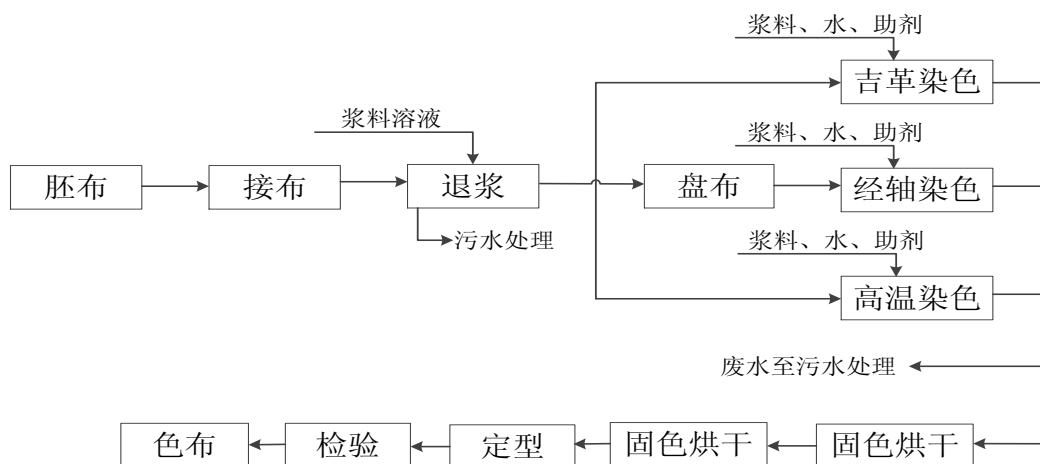 浆料、水、助剂
吉革染色
浆料溶液
浆料、水、助剂
胚布
接布
退浆
盘布
经轴染色
污水处理
浆料、水、助剂
高温染色
废水至污水处理
色布
检验
定型
固色烘干
固色烘干